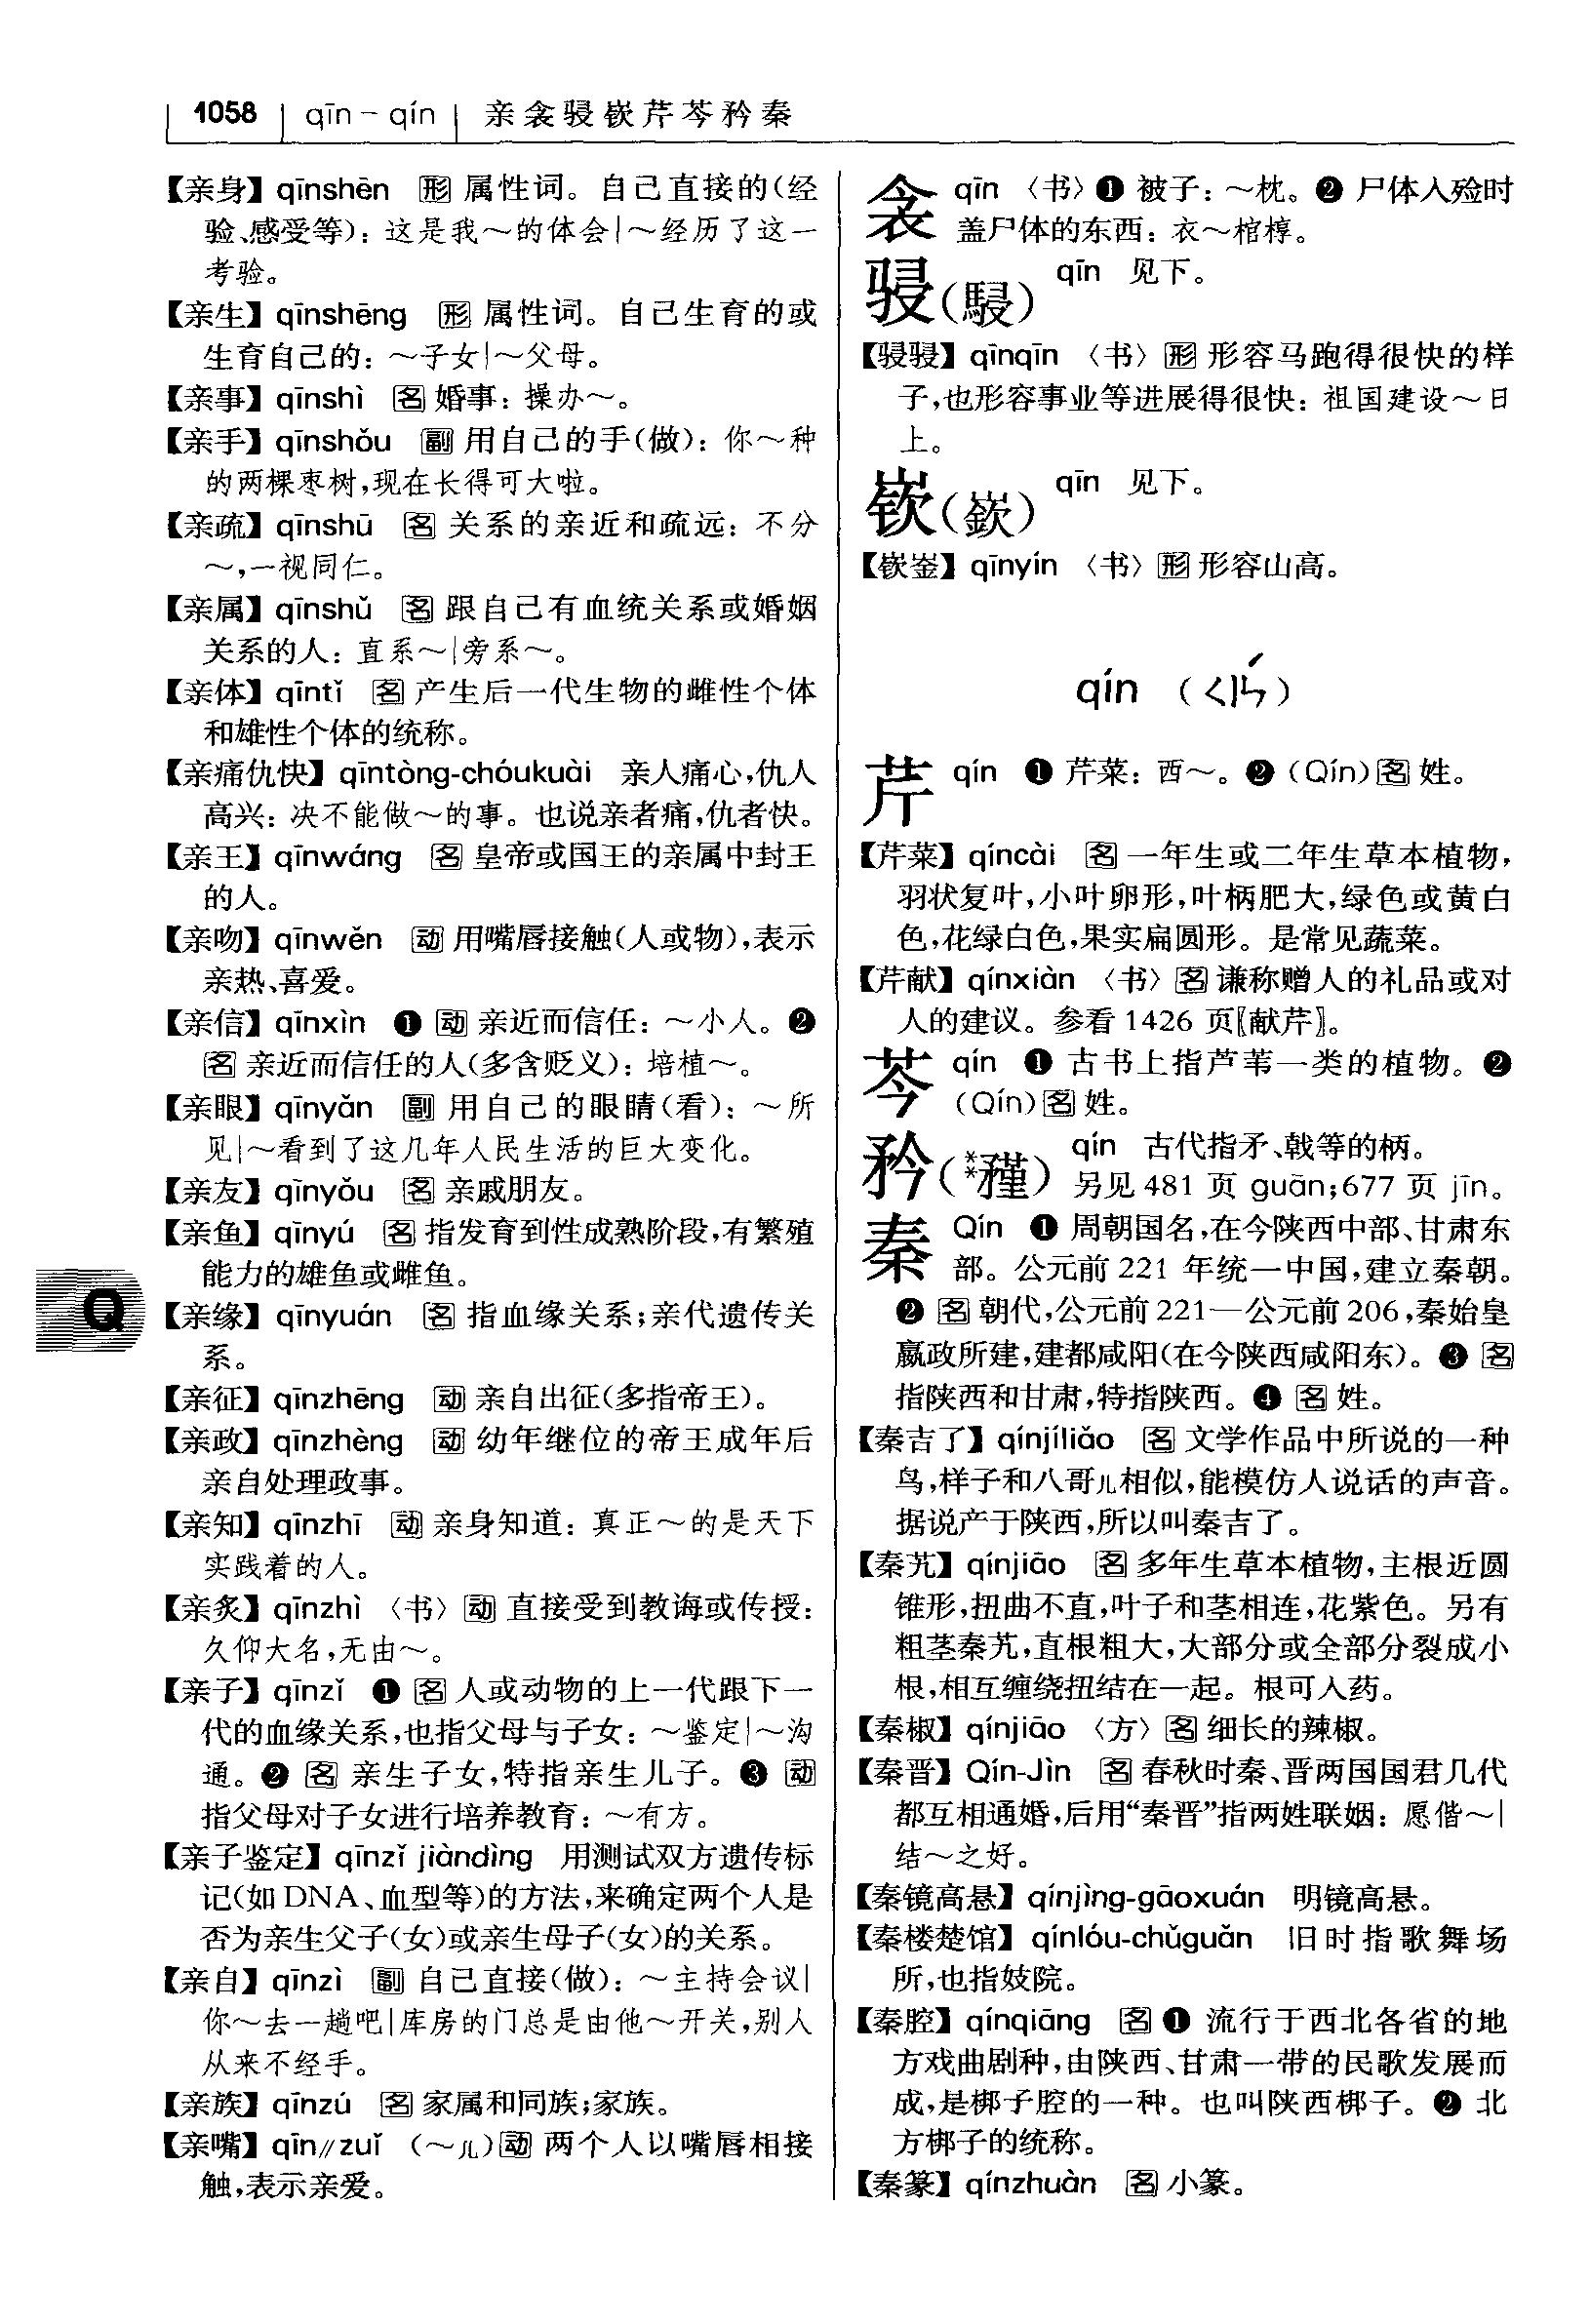 1058 qīn-qín 亲衾骎嵚芹芩矜秦
【亲身】qīnshēn 形 属性词。自己直接的(经
验、感受等)：这是我～的体会|～经历了这一
考验。
【亲生】qīnshēng 形 属性词。自己生育的或
生育自己的：～子女|～父母。
【亲事】qīnshì 名 婚事：操办～。
【亲手】qīnshǒu 副 用自己的手(做)：你～种
的两棵枣树,现在长得可大啦。
【亲疏】qīnshū 名 关系的亲近和疏远：不分
～,一视同仁。
【亲属】qīnshǔ 名 跟自己有血统关系或婚姻
关系的人：直系～|旁系～。
【亲体】qīntǐ 名 产生后一代生物的雌性个体
和雄性个体的统称。
【亲痛仇快】qīntòng-chóukuài 亲人痛心,仇人
高兴：决不能做～的事。也说亲者痛,仇者快。
【亲王】qīnwáng 名 皇帝或国王的亲属中封王
的人。
【亲吻】qīnwěn 动 用嘴唇接触(人或物),表示
亲热、喜爱。
【亲信】qīnxìn ❶ 动 亲近而信任：～小人。❷
名 亲近而信任的人(多含贬义)：培植～。
【亲眼】qīnyǎn 副 用自己的眼睛(看)：～所
见|～看到了这几年人民生活的巨大变化。
【亲友】qīnyǒu 名 亲戚朋友。
【亲鱼】qīnyú 名 指发育到性成熟阶段,有繁殖
能力的雄鱼或雌鱼。
【亲缘】qīnyuán 名 指血缘关系;亲代遗传关
系。
【亲征】qīnzhēng 动 亲自出征(多指帝王)。
【亲政】qīnzhèng 动 幼年继位的帝王成年后
亲自处理政事。
【亲知】qīnzhī 动 亲身知道：真正～的是天下
实践着的人。
【亲炙】qīnzhì 〈书〉动 直接受到教诲或传授：
久仰大名,无由～。
【亲子】qīnzǐ ❶ 名 人或动物的上一代跟下一
代的血缘关系,也指父母与子女：～鉴定|～沟
通。❷ 名 亲生子女,特指亲生儿子。❸ 动
指父母对子女进行培养教育：～有方。
【亲子鉴定】qīnzǐ jiàndìng 用测试双方遗传标
记(如 DNA、血型等)的方法,来确定两个人是
否为亲生父子(女)或亲生母子(女)的关系。
【亲自】qīnzì 副 自己直接(做)：～主持会议|
你～去一趟吧|库房的门总是由他～开关,别人
从来不经手。
【亲族】qīnzú 名 家属和同族;家族。
【亲嘴】qīn//zuǐ (～儿)动 两个人以嘴唇相接
触,表示亲爱。
Q
衾 qīn 〈书〉❶ 被子：～枕。❷ 尸体入殓时
盖尸体的东西：衣～棺椁。
骎(駸) qīn 见下。
【骎骎】qīnqīn 〈书〉形 形容马跑得很快的样
子,也形容事业等进展得很快：祖国建设～日
上。
嵚(嶔) qīn 见下。
【嵚崟】qīnyín 〈书〉形 形容山高。
qín (ㄑㄧㄣˊ)
芹 qín ❶ 芹菜：西～。❷ (Qín)名 姓。
【芹菜】qíncài 名 一年生或二年生草本植物,
羽状复叶,小叶卵形,叶柄肥大,绿色或黄白
色,花绿白色,果实扁圆形。是常见蔬菜。
【芹献】qínxiàn 〈书〉名 谦称赠人的礼品或对
人的建议。参看1426 页〖献芹〗。
芩 qín ❶ 古书上指芦苇一类的植物。❷
(Qín)名 姓。
矜(**𥎊) qín 古代指矛、戟等的柄。
另见 481 页 guān;677 页 jīn。
秦 Qín ❶ 周朝国名,在今陕西中部、甘肃东
部。公元前 221 年统一中国,建立秦朝。
❷ 名 朝代,公元前 221—公元前 206,秦始皇
嬴政所建,建都咸阳(在今陕西咸阳东)。❸ 名
指陕西和甘肃,特指陕西。❹ 名 姓。
【秦吉了】qínjíliǎo 名 文学作品中所说的一种
鸟,样子和八哥儿相似,能模仿人说话的声音。
据说产于陕西,所以叫秦吉了。
【秦艽】qínjiāo 名 多年生草本植物,主根近圆
锥形,扭曲不直,叶子和茎相连,花紫色。另有
粗茎秦艽,直根粗大,大部分或全部分裂成小
根,相互缠绕扭结在一起。根可入药。
【秦椒】qínjiāo 〈方〉名 细长的辣椒。
【秦晋】Qín-Jìn 名 春秋时秦、晋两国国君几代
都互相通婚,后用“秦晋”指两姓联姻：愿偕～|
结～之好。
【秦镜高悬】qínjìng-gāoxuán 明镜高悬。
【秦楼楚馆】qínlóu-chǔguǎn 旧时指歌舞场
所,也指妓院。
【秦腔】qínqiāng 名 ❶ 流行于西北各省的地
方戏曲剧种,由陕西、甘肃一带的民歌发展而
成,是梆子腔的一种。也叫陕西梆子。❷ 北
方梆子的统称。
【秦篆】qínzhuàn 名 小篆。